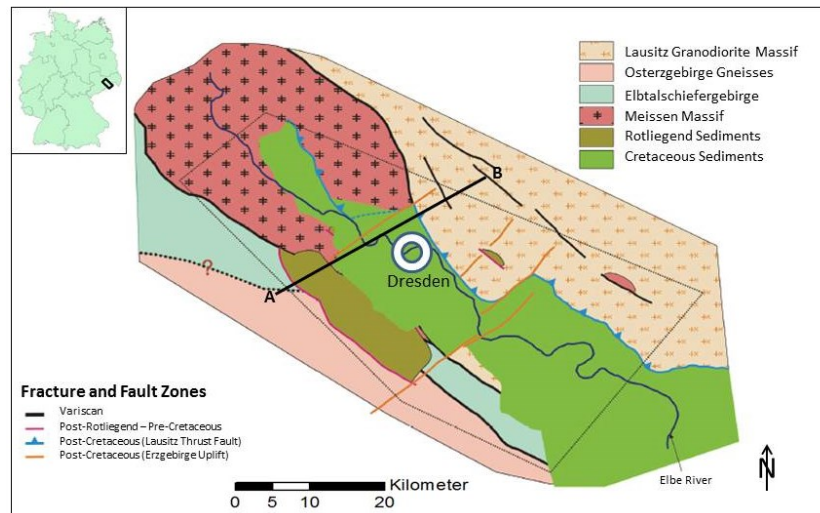 Lausitz Granodiorite Massif
Osterzgebirge Gneisses
Elbtalschiefergebirge
Meissen Massif
Rotliegend Sediments
Cretaceous Sediments
B
?
A
Dresden
Fracture and Fault Zones
Variscan
Post-Rotliegend – Pre-Cretaceous
Post-Cretaceous (Lausitz Thrust Fault)
Post-Cretaceous (Erzgebirge Uplift)
Kilometer
0 5 10 20
Elbe River
N